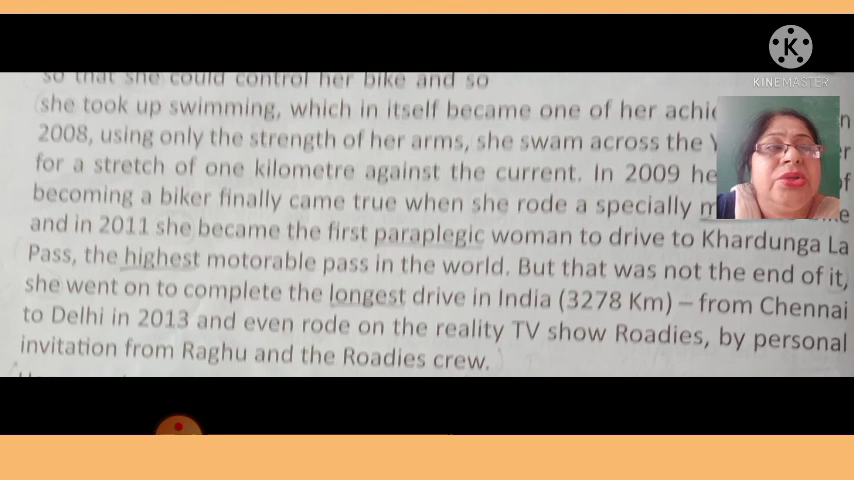 KINEMASTER
so that she could control her bike and so
she took up swimming, which in itself became one of her
2008, using only the strength of her arms, she swam across the
for a stretch of one kilometre against the current. In 2009
becoming a biker finally came true when she rode a specially
and in 2011 she became the first paraplegic woman to drive to Khardunga La
Pass, the highest motorable pass in the world. But that was not the end of it,
she went on to complete the longest drive in India (3278 Km) – from Chennai
to Delhi in 2013 and even rode on the reality TV show Roadies, by personal
invitation from Raghu and the Roadies crew.